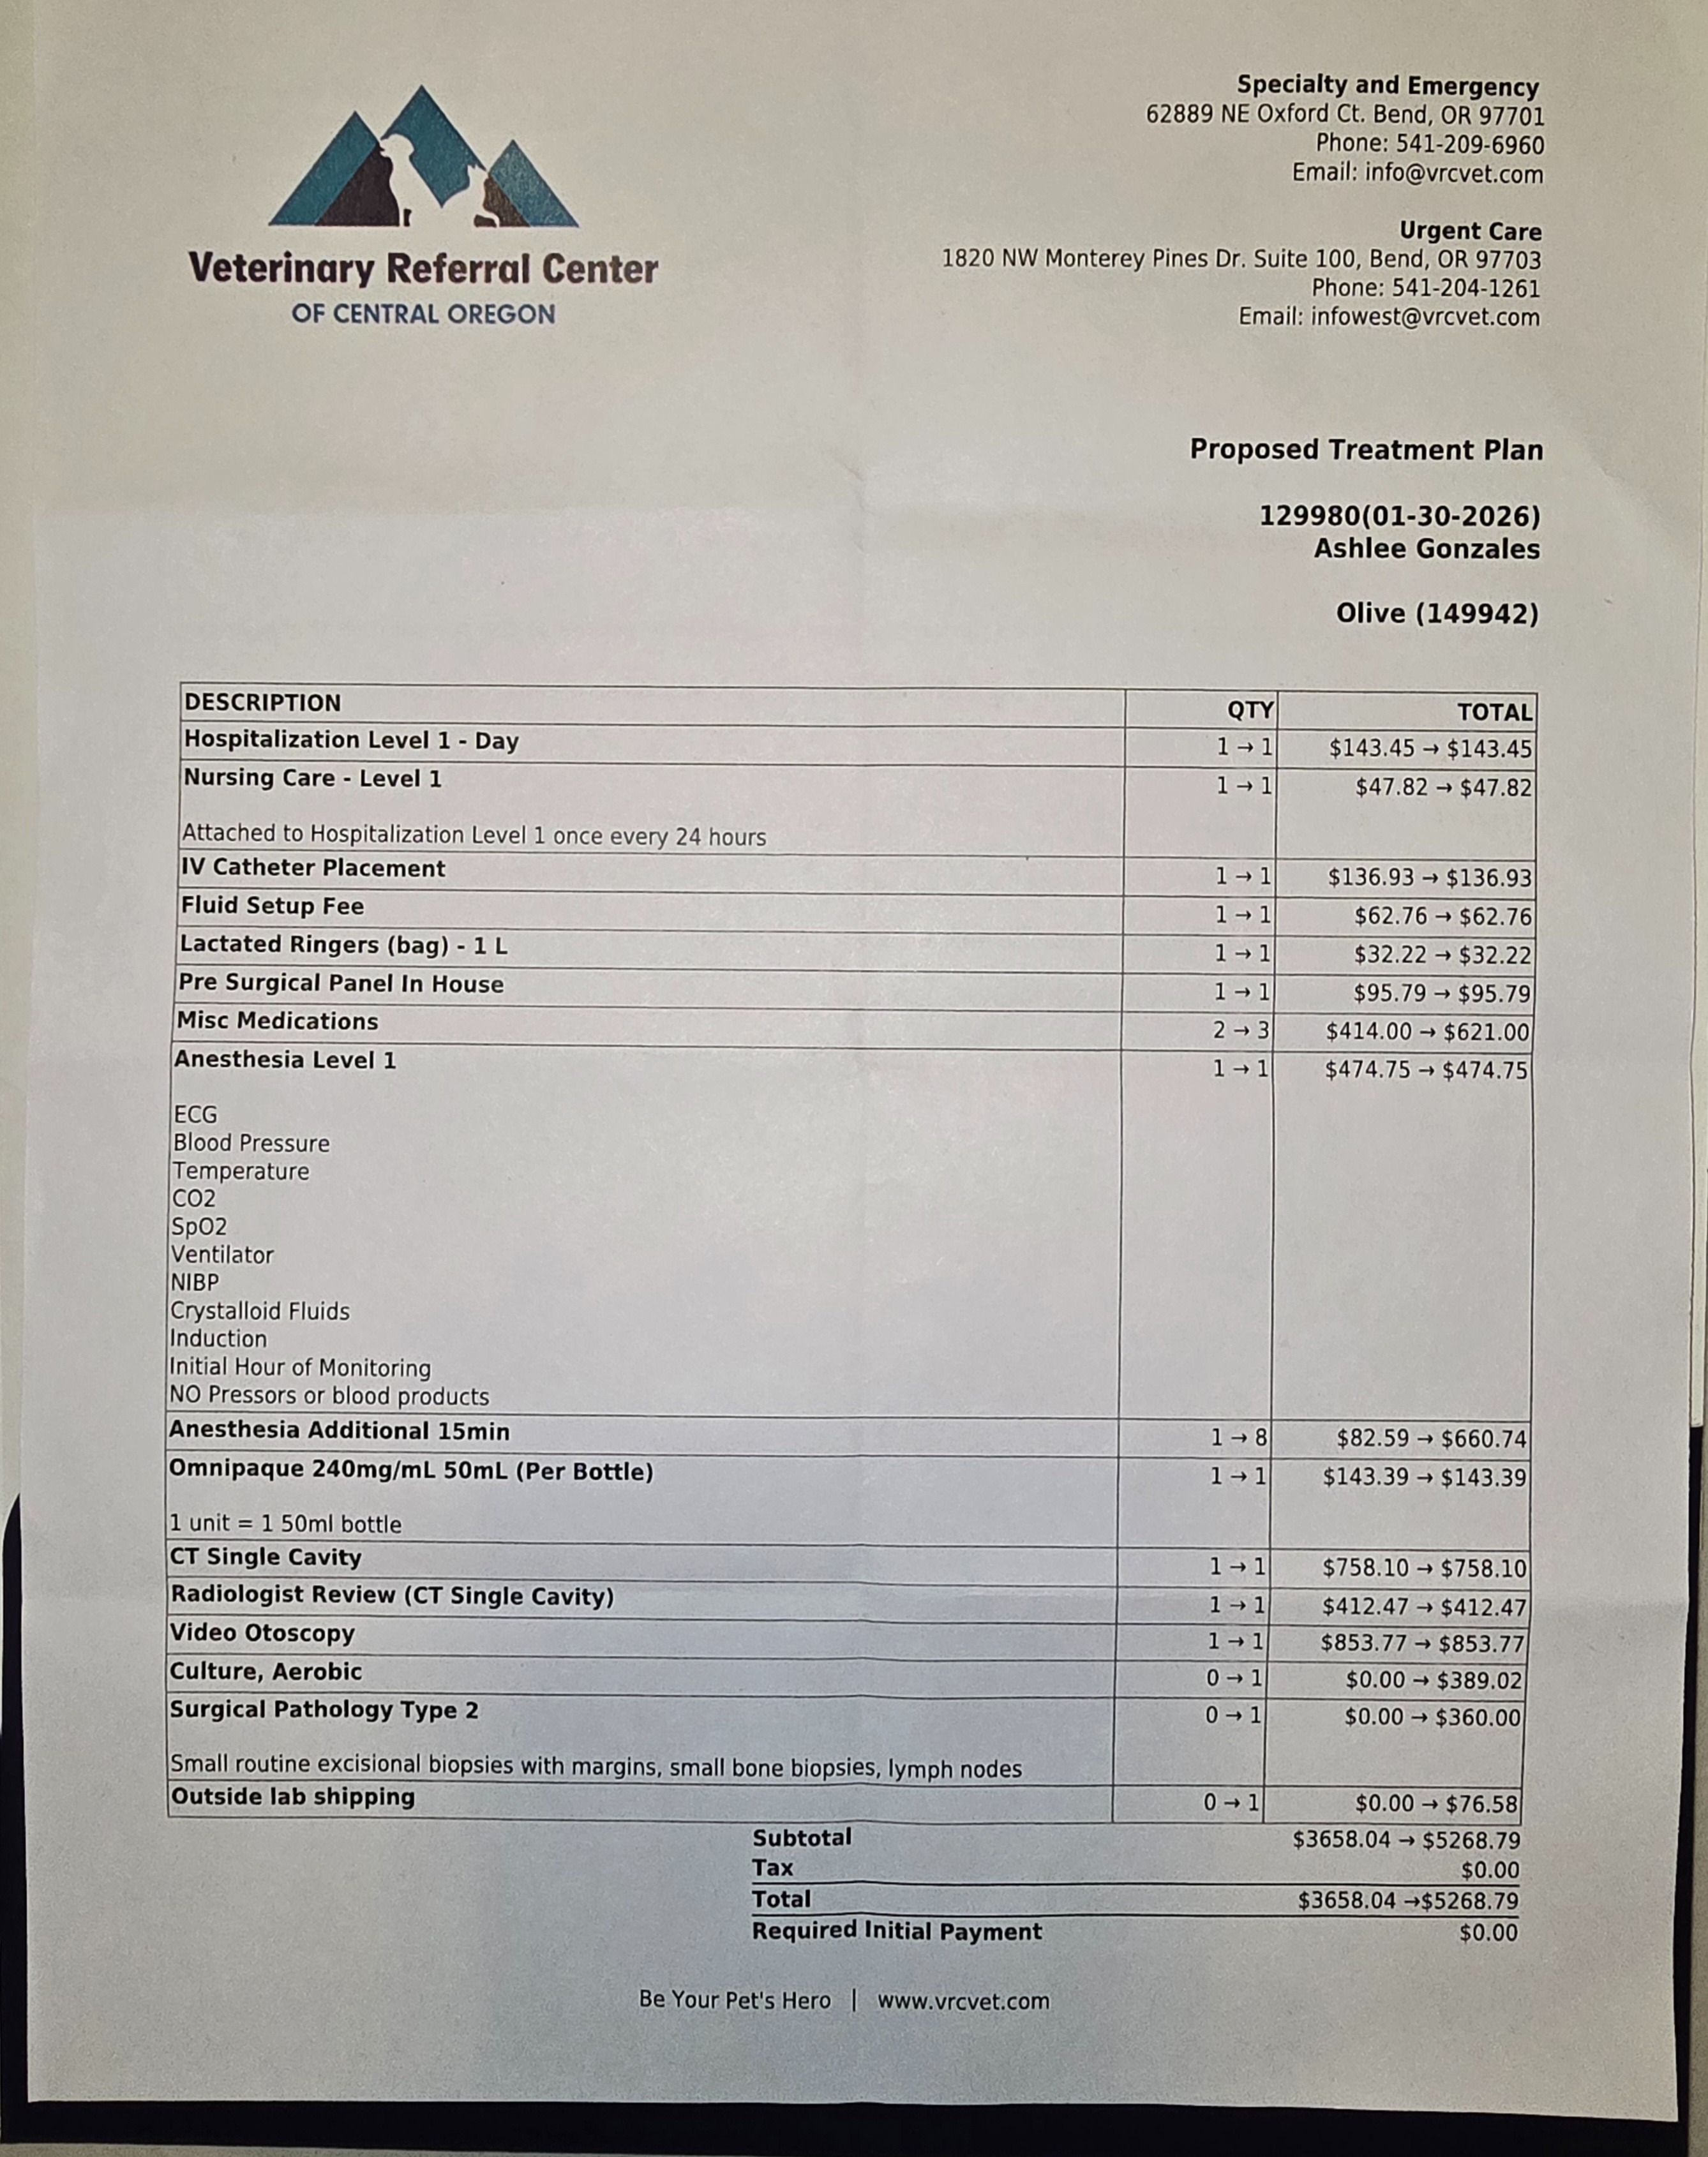 Veterinary Referral Center
OF CENTRAL OREGON
Specialty and Emergency
62889 NE Oxford Ct. Bend, OR 97701
Phone: 541-209-6960
Email: info@vrcvet.com
Urgent Care
1820 NW Monterey Pines Dr. Suite 100, Bend, OR 97703
Phone: 541-204-1261
Email: infowest@vrcvet.com
Proposed Treatment Plan
129980(01-30-2026)
Ashlee Gonzales
Olive (149942)
DESCRIPTION QTY TOTAL
Hospitalization Level 1 - Day 1 → 1 $143.45 → $143.45
Nursing Care - Level 1 1 → 1 $47.82 → $47.82
Attached to Hospitalization Level 1 once every 24 hours
IV Catheter Placement 1 → 1 $136.93 → $136.93
Fluid Setup Fee 1 → 1 $62.76 → $62.76
Lactated Ringers (bag) - 1 L 1 → 1 $32.22 → $32.22
Pre Surgical Panel In House 1 → 1 $95.79 → $95.79
Misc Medications 2 → 3 $414.00 → $621.00
Anesthesia Level 1 1 → 1 $474.75 → $474.75
ECG
Blood Pressure
Temperature
CO2
SpO2
Ventilator
NIBP
Crystalloid Fluids
Induction
Initial Hour of Monitoring
NO Pressors or blood products
Anesthesia Additional 15min 1 → 8 $82.59 → $660.74
Omnipaque 240mg/mL 50mL (Per Bottle) 1 → 1 $143.39 → $143.39
1 unit = 1 50ml bottle
CT Single Cavity 1 → 1 $758.10 → $758.10
Radiologist Review (CT Single Cavity) 1 → 1 $412.47 → $412.47
Video Otoscopy 1 → 1 $853.77 → $853.77
Culture, Aerobic 0 → 1 $0.00 → $389.02
Surgical Pathology Type 2 0 → 1 $0.00 → $360.00
Small routine excisional biopsies with margins, small bone biopsies, lymph nodes
Outside lab shipping 0 → 1 $0.00 → $76.58
Subtotal $3658.04 → $5268.79
Tax $0.00
Total $3658.04 →$5268.79
Required Initial Payment $0.00
Be Your Pet's Hero | www.vrcvet.com